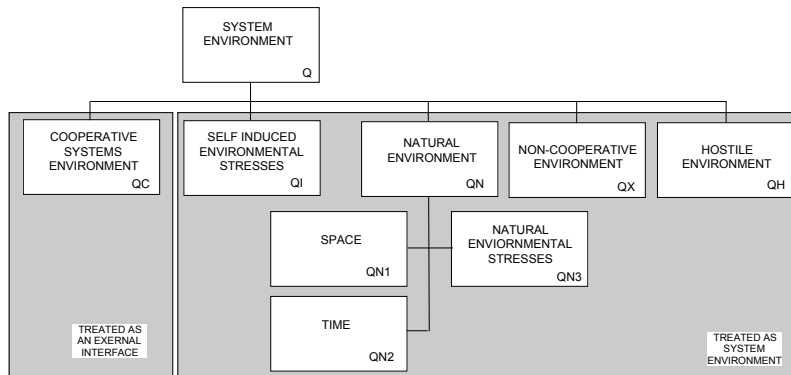 SYSTEM
ENVIRONMENT
Q
COOPERATIVE
SYSTEMS
ENVIRONMENT
QC
SELF INDUCED
ENVIRONMENTAL
STRESSES
QI
NATURAL
ENVIRONMENT
QN
NON-COOPERATIVE
ENVIRONMENT
QX
HOSTILE
ENVIRONMENT
QH
SPACE
QN1
NATURAL
ENVIORNMENTAL
STRESSES
QN3
TIME
QN2
TREATED AS
AN EXERNAL
INTERFACE
TREATED AS
SYSTEM
ENVIRONMENT